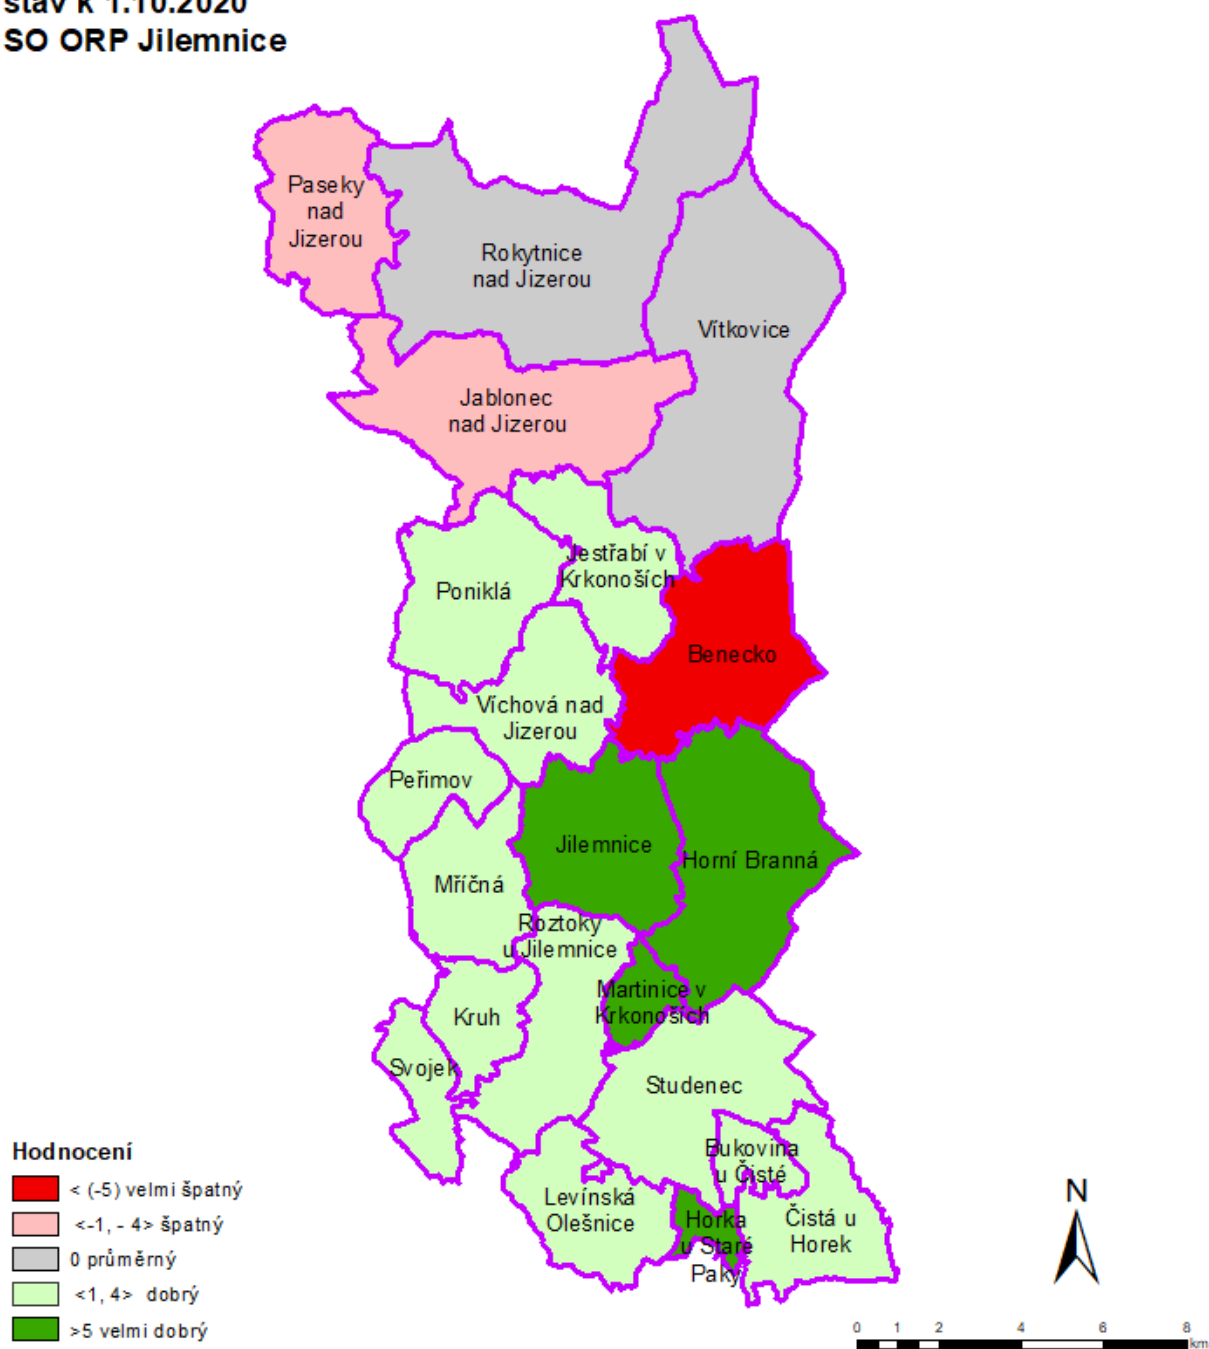 stav k 1.10.2020
SO ORP Jilemnice
Paseky
nad
Jizerou
Rokytnice
nad Jizerou
Vítkovice
Jablonec
nad Jizerou
Jestřabí v
Krkonoších
Poniklá
Benecko
Víchová nad
Jizerou
Peřimov
Jilemnice
Horní Branná
Mříčná
Roztoky
u Jilemnice
Martinice v
Krkonoších
Kruh
Svojek
Studenec
Bukovina
u Čisté
Levínská
Olešnice
Horka
u Staré
Paky
Čistá u
Horek
Hodnocení
< (-5) velmi špatný
<-1, - 4> špatný
0 průměrný
<1, 4> dobrý
>5 velmi dobrý
N
0 1 2 4 6 8
km